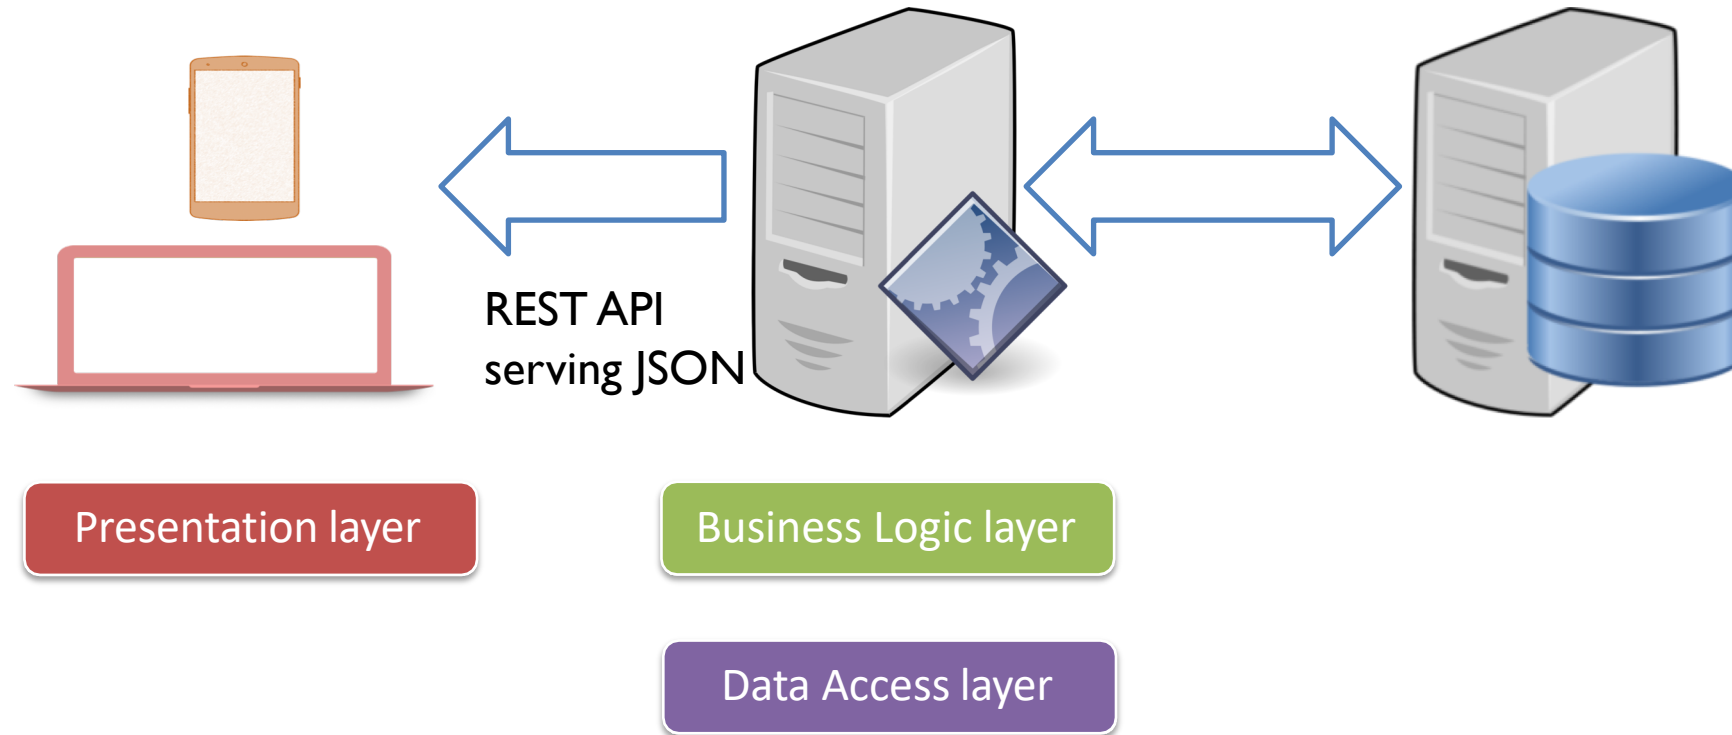 REST API
serving JSON
Presentation layer
Business Logic layer
Data Access layer